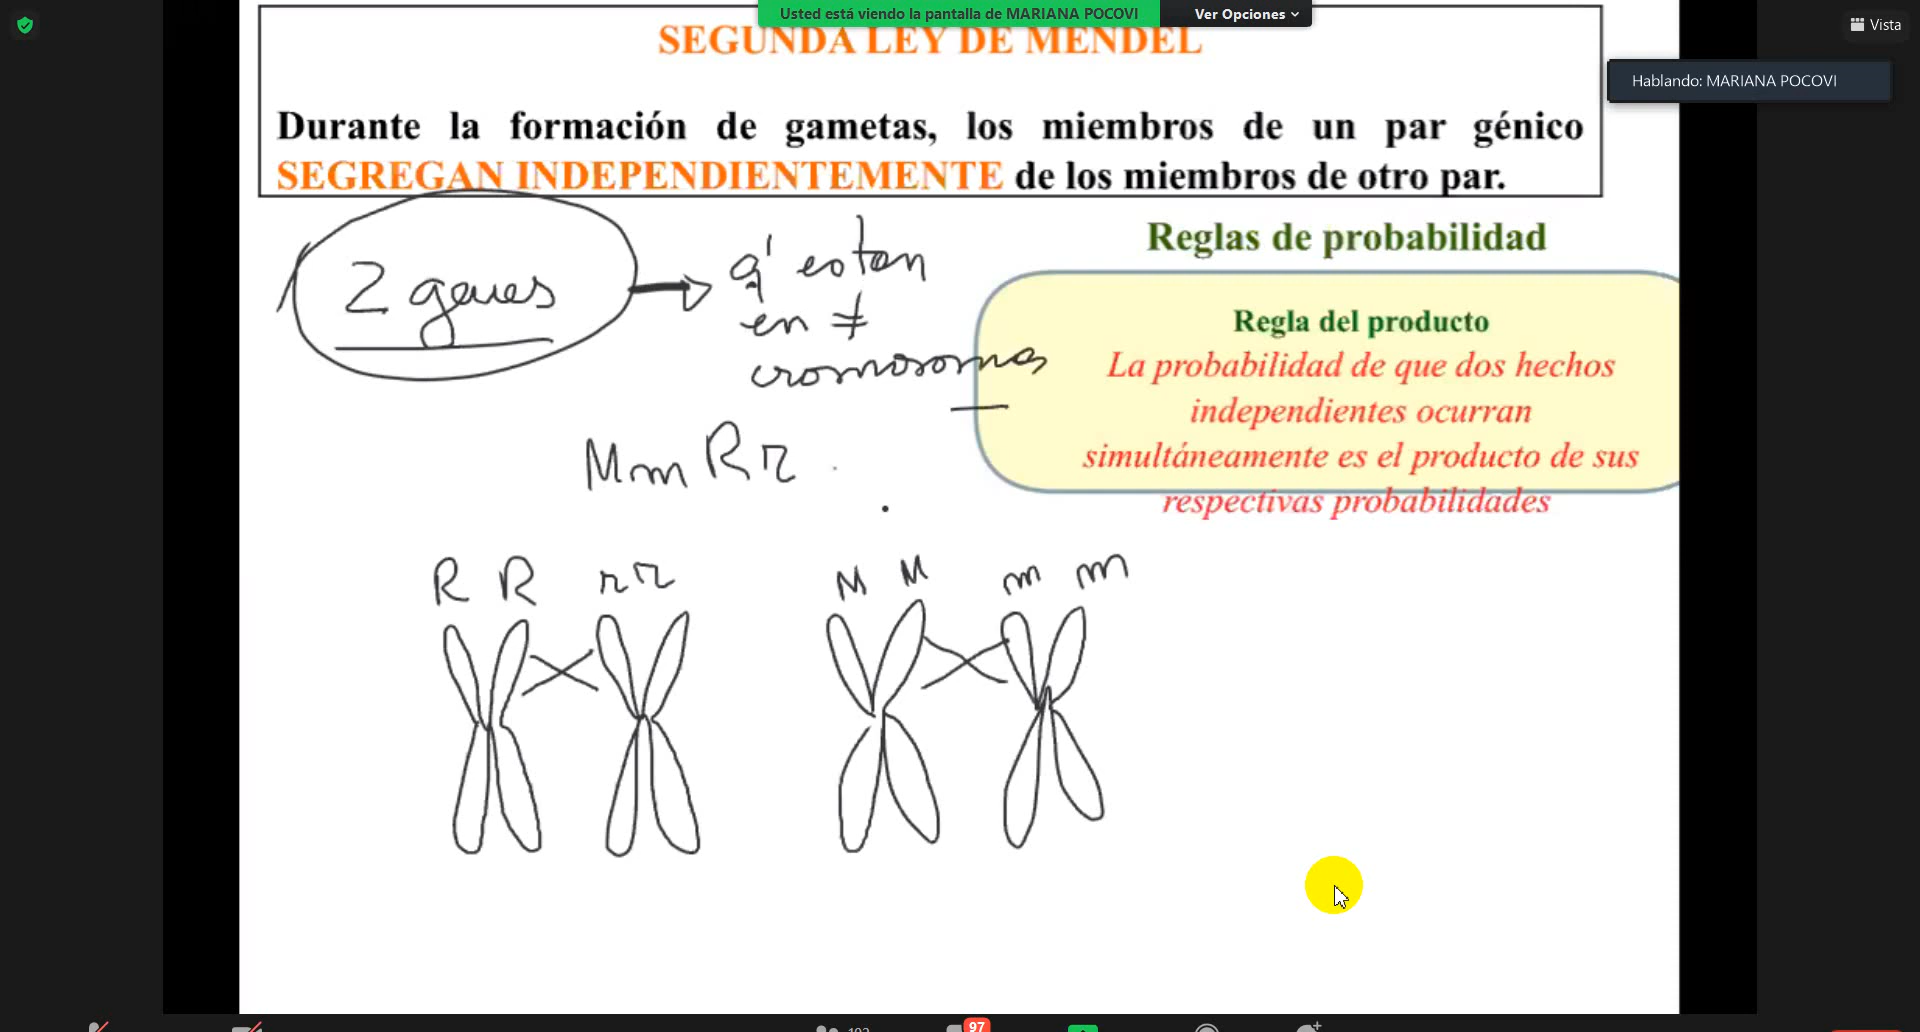 Usted está viendo la pantalla de MARIANA POCOVI
Ver Opciones
Vista
SEGUNDA LEY DE MENDEL
Hablando: MARIANA POCOVI
Durante la formación de gametas, los miembros de un par génico
SEGREGAN INDEPENDIENTEMENTE de los miembros de otro par.
2 genes
q' estan
en ≠
cromosomas
Reglas de probabilidad
Regla del producto
La probabilidad de que dos hechos
independientes ocurran
simultáneamente es el producto de sus
respectivas probabilidades
Mm Rr
R R r r M M m m
97